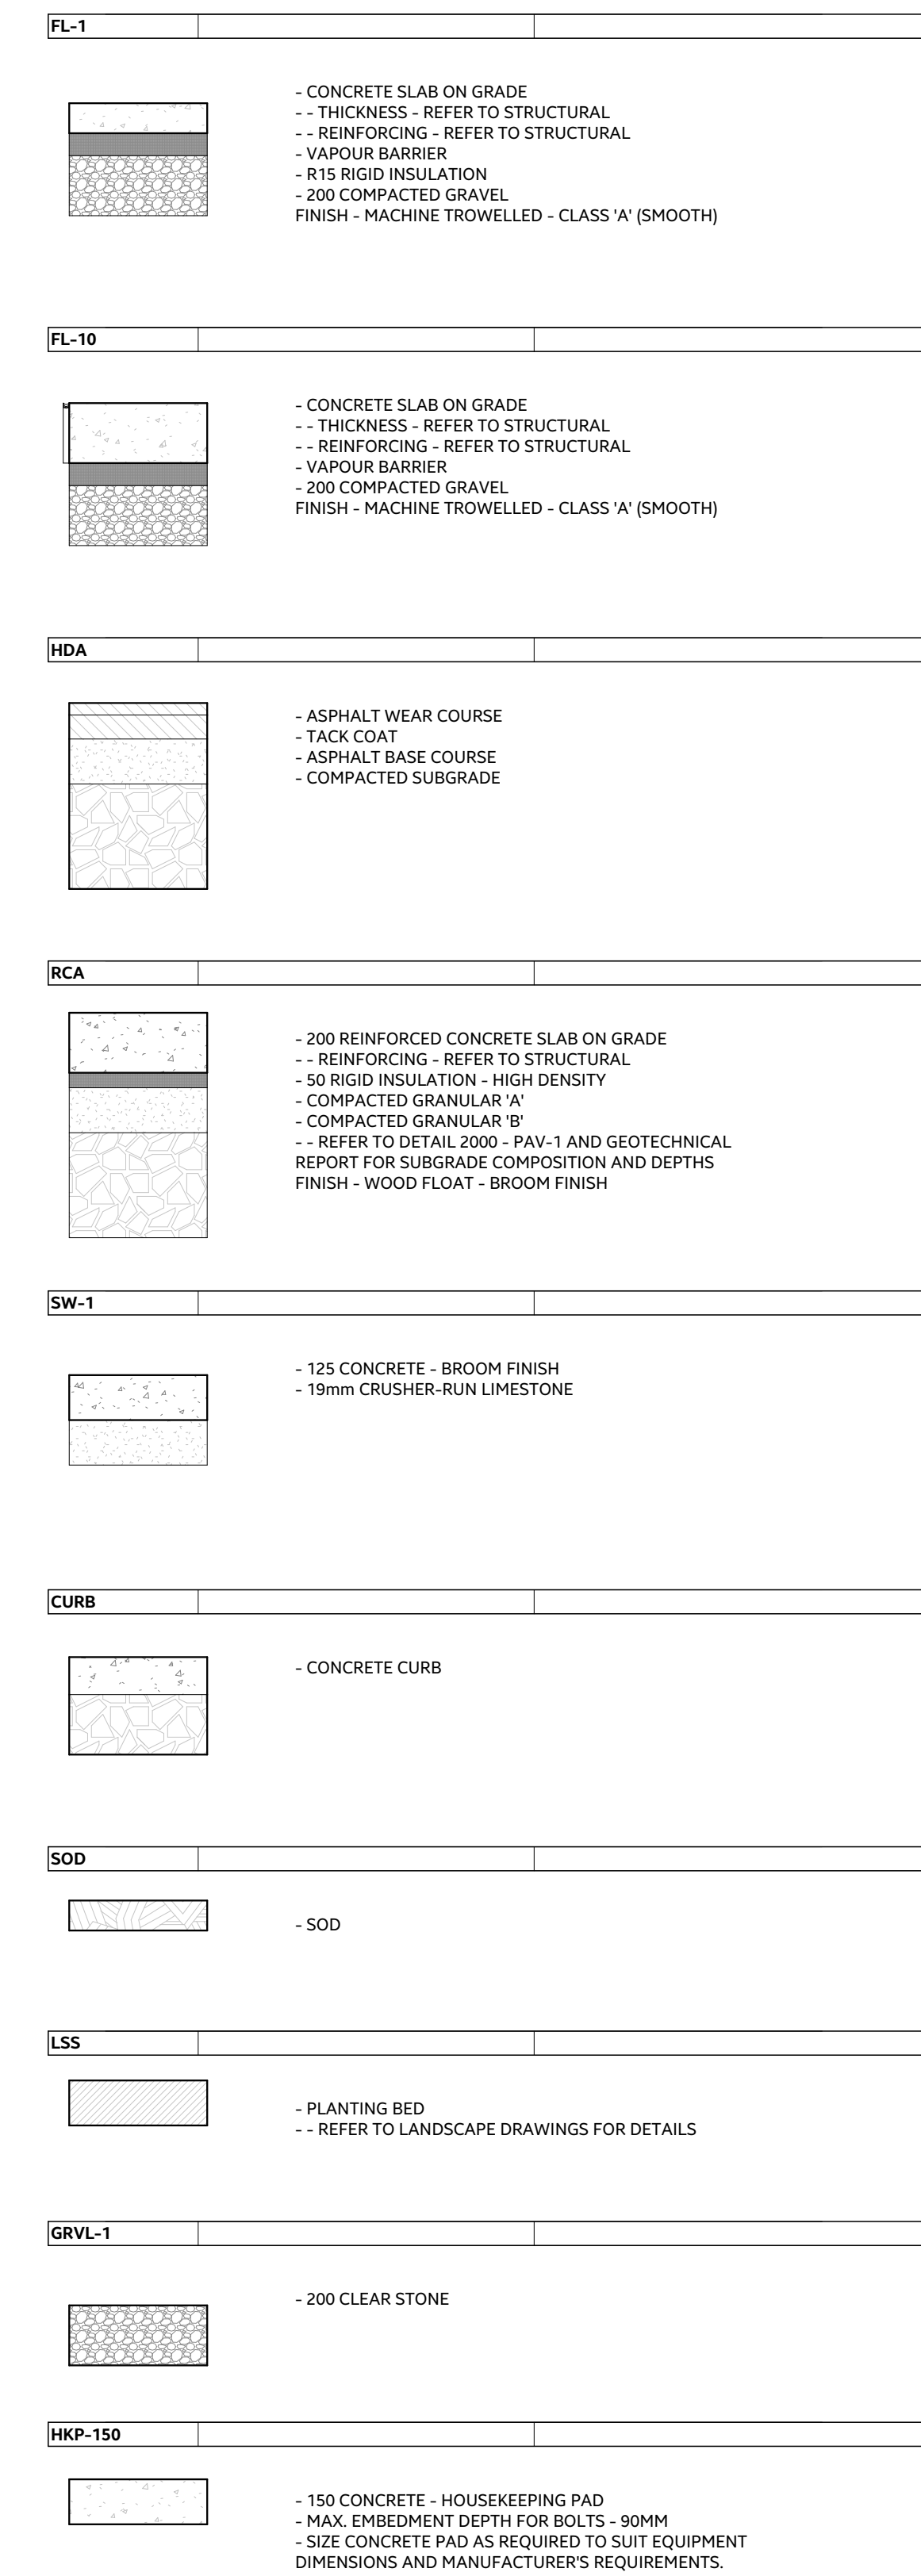 FL-1
- CONCRETE SLAB ON GRADE
- - THICKNESS - REFER TO STRUCTURAL
- - REINFORCING - REFER TO STRUCTURAL
- VAPOUR BARRIER
- R15 RIGID INSULATION
- 200 COMPACTED GRAVEL
FINISH - MACHINE TROWELLED - CLASS 'A' (SMOOTH)
FL-10
- CONCRETE SLAB ON GRADE
- - THICKNESS - REFER TO STRUCTURAL
- - REINFORCING - REFER TO STRUCTURAL
- VAPOUR BARRIER
- 200 COMPACTED GRAVEL
FINISH - MACHINE TROWELLED - CLASS 'A' (SMOOTH)
HDA
- ASPHALT WEAR COURSE
- TACK COAT
- ASPHALT BASE COURSE
- COMPACTED SUBGRADE
RCA
- 200 REINFORCED CONCRETE SLAB ON GRADE
- - REINFORCING - REFER TO STRUCTURAL
- 50 RIGID INSULATION - HIGH DENSITY
- COMPACTED GRANULAR 'A'
- COMPACTED GRANULAR 'B'
- - REFER TO DETAIL 2000 - PAV-1 AND GEOTECHNICAL
REPORT FOR SUBGRADE COMPOSITION AND DEPTHS
FINISH - WOOD FLOAT - BROOM FINISH
SW-1
- 125 CONCRETE - BROOM FINISH
- 19mm CRUSHER-RUN LIMESTONE
CURB
- CONCRETE CURB
SOD
- SOD
LSS
- PLANTING BED
- - REFER TO LANDSCAPE DRAWINGS FOR DETAILS
GRVL-1
- 200 CLEAR STONE
HKP-150
- 150 CONCRETE - HOUSEKEEPING PAD
- MAX. EMBEDMENT DEPTH FOR BOLTS - 90MM
- SIZE CONCRETE PAD AS REQUIRED TO SUIT EQUIPMENT
DIMENSIONS AND MANUFACTURER'S REQUIREMENTS.